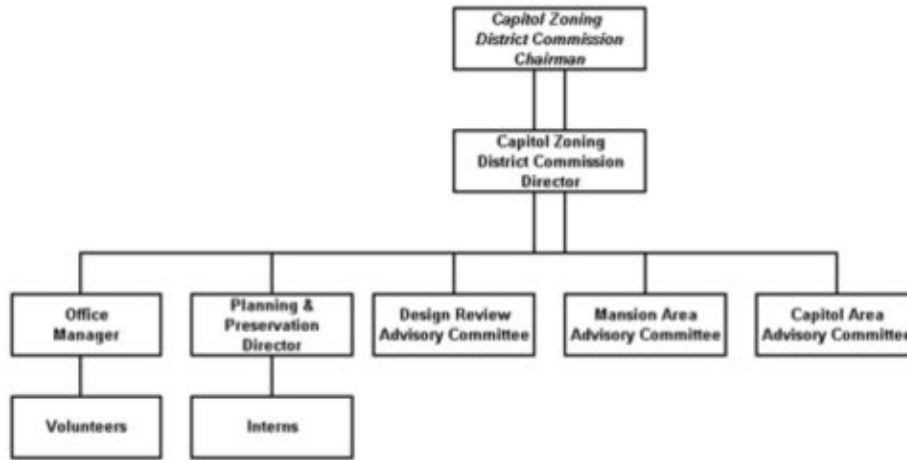 Capitol Zoning
District Commission
Chairman
Capitol Zoning
District Commission
Director
Office
Manager
Planning &
Preservation
Director
Design Review
Advisory Committee
Mansion Area
Advisory Committee
Capitol Area
Advisory Committee
Volunteers
Interns